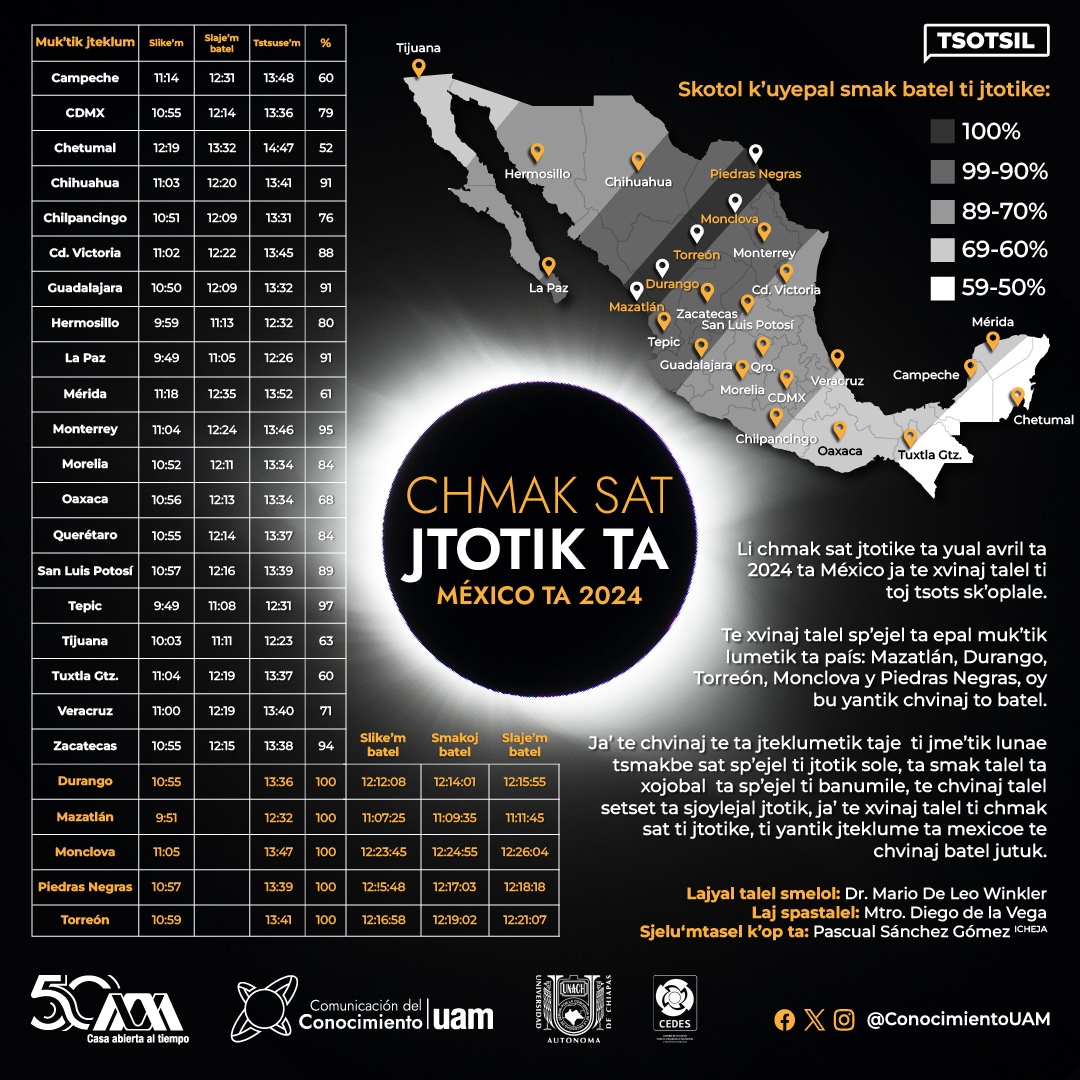 Muk'tik jteklum Slike'm Slaje'm batel Tstsuse'm %
Campeche 11:14 12:31 13:48 60
CDMX 10:55 12:14 13:36 79
Chetumal 12:19 13:32 14:47 52
Chihuahua 11:03 12:20 13:41 91
Chilpancingo 10:51 12:09 13:31 76
Cd. Victoria 11:02 12:22 13:45 88
Guadalajara 10:50 12:09 13:32 91
Hermosillo 9:59 11:13 12:32 80
La Paz 9:49 11:05 12:26 91
Mérida 11:18 12:35 13:52 61
Monterrey 11:04 12:24 13:46 95
Morelia 10:52 12:11 13:34 84
Oaxaca 10:56 12:13 13:34 68
Querétaro 10:55 12:14 13:37 84
San Luis Potosí 10:57 12:16 13:39 89
Tepic 9:49 11:08 12:31 97
Tijuana 10:03 11:11 12:23 63
Tuxtla Gtz. 11:04 12:19 13:37 60
Veracruz 11:00 12:19 13:40 71
Zacatecas 10:55 12:15 13:38 94
Slike'm batel Smakoj batel Slaje'm batel
Durango 10:55 13:36 100 12:12:08 12:14:01 12:15:55
Mazatlán 9:51 12:32 100 11:07:25 11:09:35 11:11:45
Monclova 11:05 13:47 100 12:23:45 12:24:55 12:26:04
Piedras Negras 10:57 13:39 100 12:!5:48 12:17:03 12:18:18
Torreón 10:59 13:41 100 12:16:58 12:19:02 12:21:07
TSOTSIL
Skotol k'uyepal smak batel ti jtotike:
100%
99-90%
89-70%
69-60%
59-50%
Tijuana
Hermosillo
Chihuahua
Piedras Negras
Monclova
Torreón
Monterrey
La Paz
Durango
Cd. Victoria
Mazatlán
Zacatecas
San Luis Potosí
Tepic
Guadalajara
Qro.
Morelia
CDMX
Veracruz
Chilpancingo
Oaxaca
Tuxtla Gtz.
Mérida
Campeche
Chetumal
CHMAK SAT
JTOTIK TA
MÉXICO TA 2024
Li chmak sat jtotike ta yual avril ta
2024 ta México ja te xvinaj talel ti
toj tsots sk'oplale.
Te xvinaj talel sp'ejel ta epal muk'tik
lumetik ta país: Mazatlán, Durango,
Torreón, Monclova y Piedras Negras, oy
bu yantik chvinaj to batel.
Ja' te chvinaj te ta jteklumetik taje ti jme'tik lunae
tsmakbe sat sp'ejel ti jtotik sole, ta smak talel ta
xojobal ta sp'ejel ti banumile, te chvinaj talel
setset ta sjoylejal jtotik, ja' te xvinaj talel ti chmak
sat ti jtotike, ti yantik jteklume ta mexicoe te
chvinaj batel jutuk.
Lajyal talel smelol: Dr. Mario De Leo Winkler
Laj spastalel: Mtro. Diego de la Vega
Sjelu'mtasel k'op ta: Pascual Sánchez Gómez ICHEJA
50
Casa abierta al tiempo
Comunicación del
Conocimiento uam
UNIVERSIDAD
UNACH
DE CHIAPAS
AUTONOMA
CEDES
@ConocimientoUAM